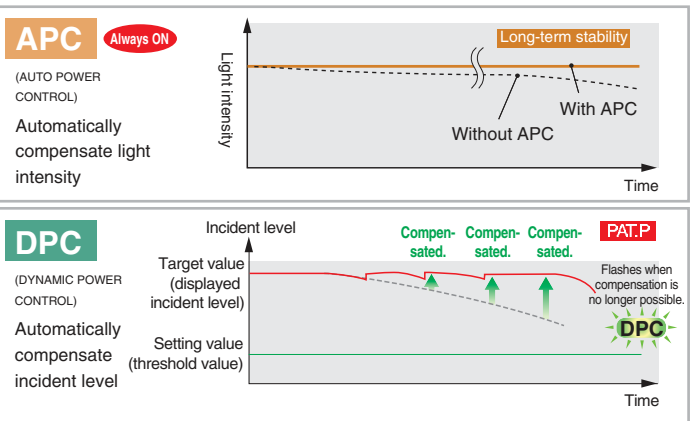 APC
Always ON
(AUTO POWER
CONTROL)
Automatically
compensate light
intensity
Light intensity
Long-term stability
With APC
Without APC
Time
DPC
(DYNAMIC POWER
CONTROL)
Automatically
compensate
incident level
Incident level
Target value
(displayed
incident level)
Setting value
(threshold value)
Compen-
sated.
Compen-
sated.
Compen-
sated.
PAT.P
Flashes when
compensation is
no longer possible.
DPC
Time